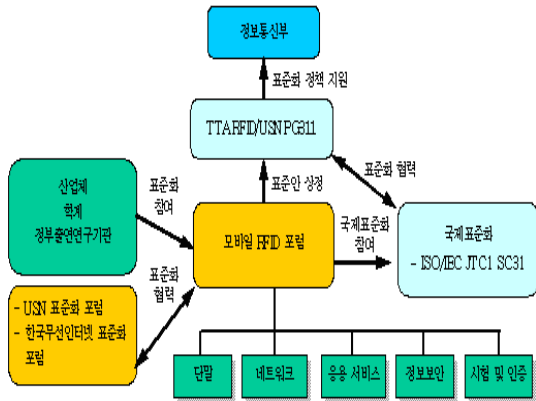 정보통신부
표준화 정책 지원
TTA RFID/USN PG311
표준안 상정
표준화 협력
산업체
학계
정부출연연구기관
표준화
참여
모바일 RFID 포럼
국제표준화
참여
국제표준화
- ISO/IEC JTC1 SC31
표준화
협력
- USN 표준화 포럼
- 한국무선인터넷 표준화
포럼
단말
네트워크
응용 서비스
정보보안
시험 및 인증